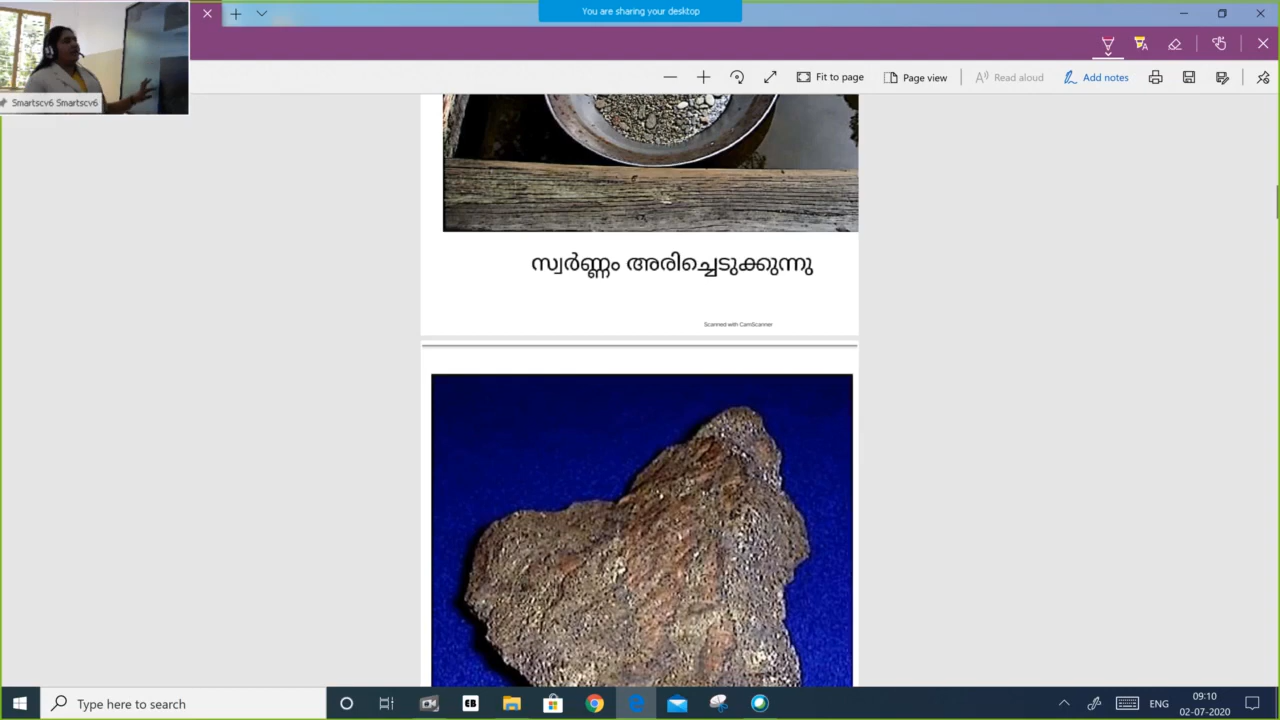 You are sharing your desktop
Fit to page
Page view
Read aloud
Add notes
Smartscv6 Smartscv6
സ്വർണ്ണം അരിച്ചെടുക്കുന്നു
Scanned with CamScanner
Type here to search
EB
ENG
09:10
02-07-2020